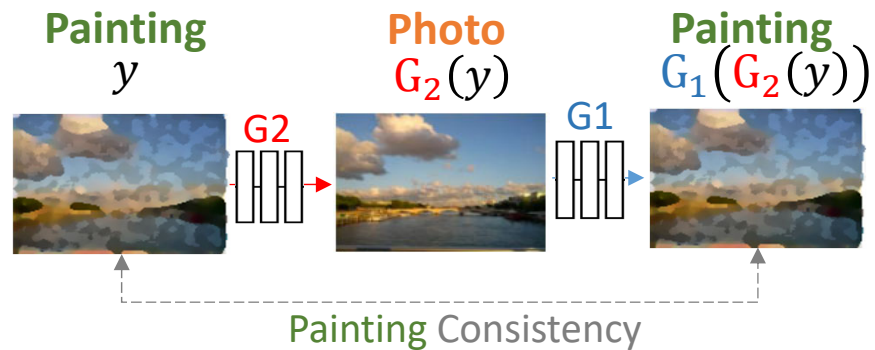 Painting
y
Photo
G₂(y)
Painting
G₁(G₂(y))
G2
G1
Painting Consistency